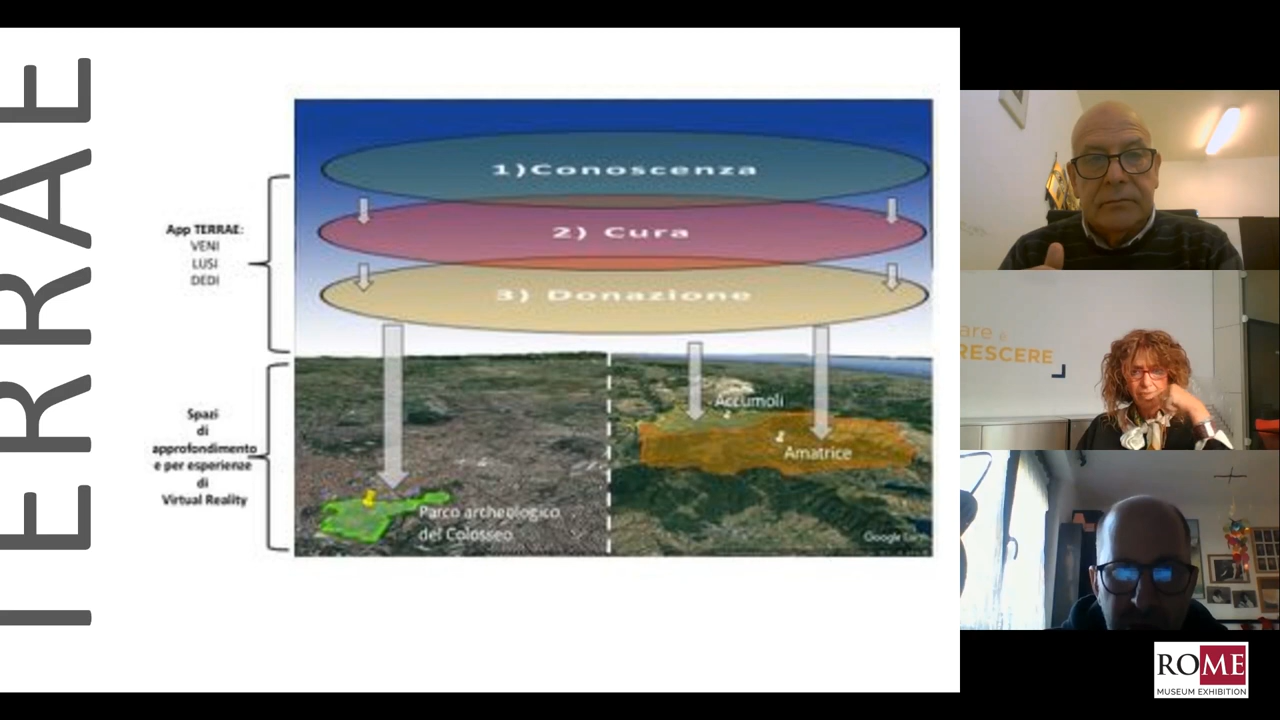 TERRAE
1)Conoscenza
2) Cura
3) Donazione
App TERRAE:
VENI
LUSI
DEDI
Spazi
di
approfondimento
e per esperienze
di
Virtual Reality
Accumoli
Amatrice
Parco archeologico
del Colosseo
Google Earth
are è
RESCERE
ROME
MUSEUM EXHIBITION